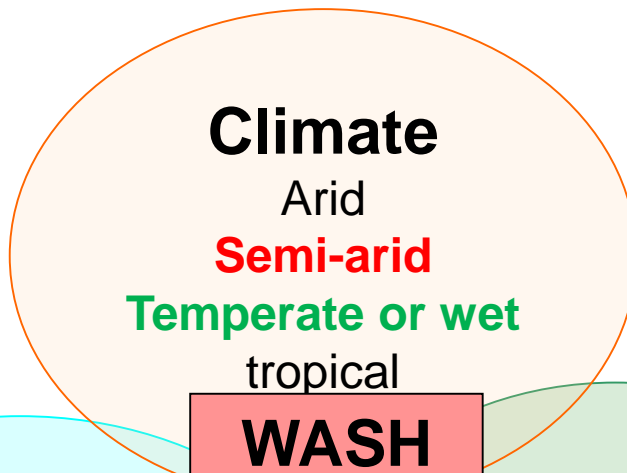 Climate
Arid
Semi-arid
Temperate or wet
tropical
WASH